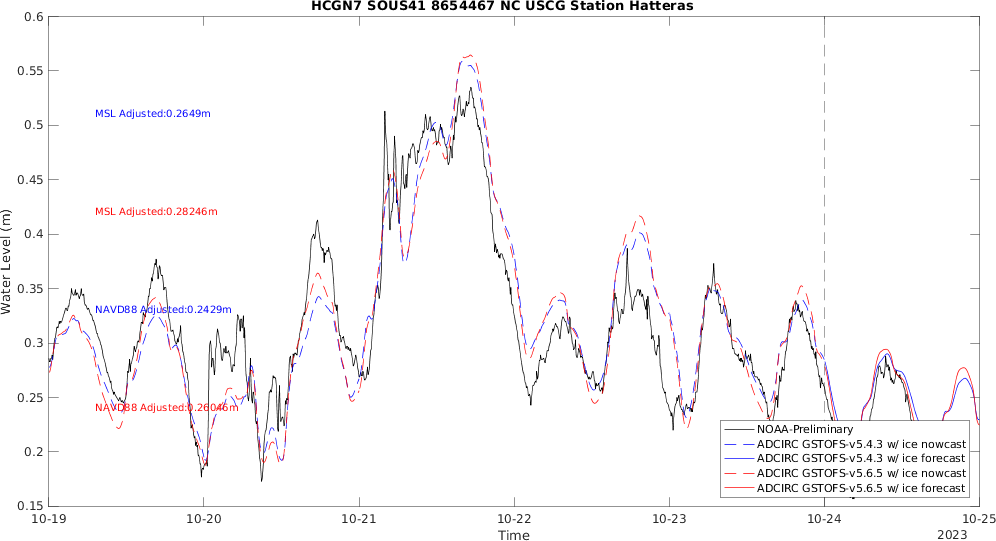 HCGN7 SOUS41 8654467 NC USCG Station Hatteras
0.6
0.55
0.5
0.45
0.4
0.35
0.3
0.25
0.2
0.15
Water Level (m)
MSL Adjusted:0.2649m
MSL Adjusted:0.28246m
NAVD88 Adjusted:0.2429m
NAVD88 Adjusted:0.26046m
NOAA-Preliminary
ADCIRC GSTOFS-v5.4.3 w/ ice nowcast
ADCIRC GSTOFS-v5.4.3 w/ ice forecast
ADCIRC GSTOFS-v5.6.5 w/ ice nowcast
ADCIRC GSTOFS-v5.6.5 w/ ice forecast
10-19 10-20 10-21 10-22 10-23 10-24 10-25
Time
2023